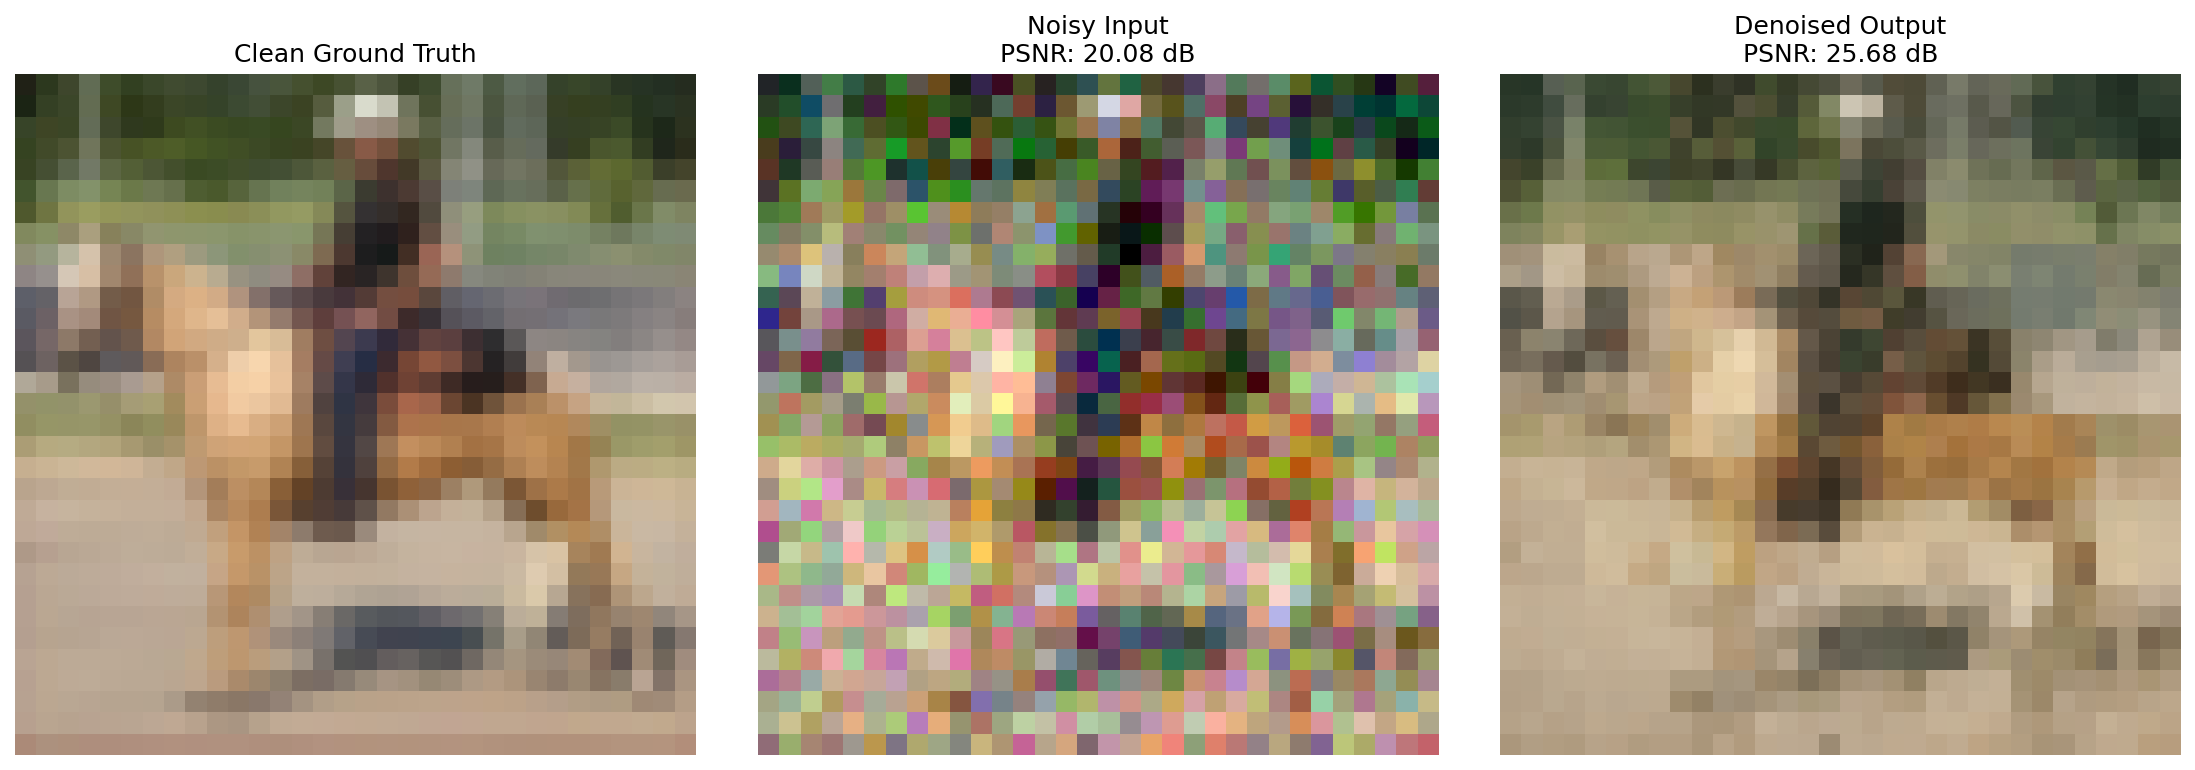 Clean Ground Truth
Noisy Input
PSNR: 20.08 dB
Denoised Output
PSNR: 25.68 dB